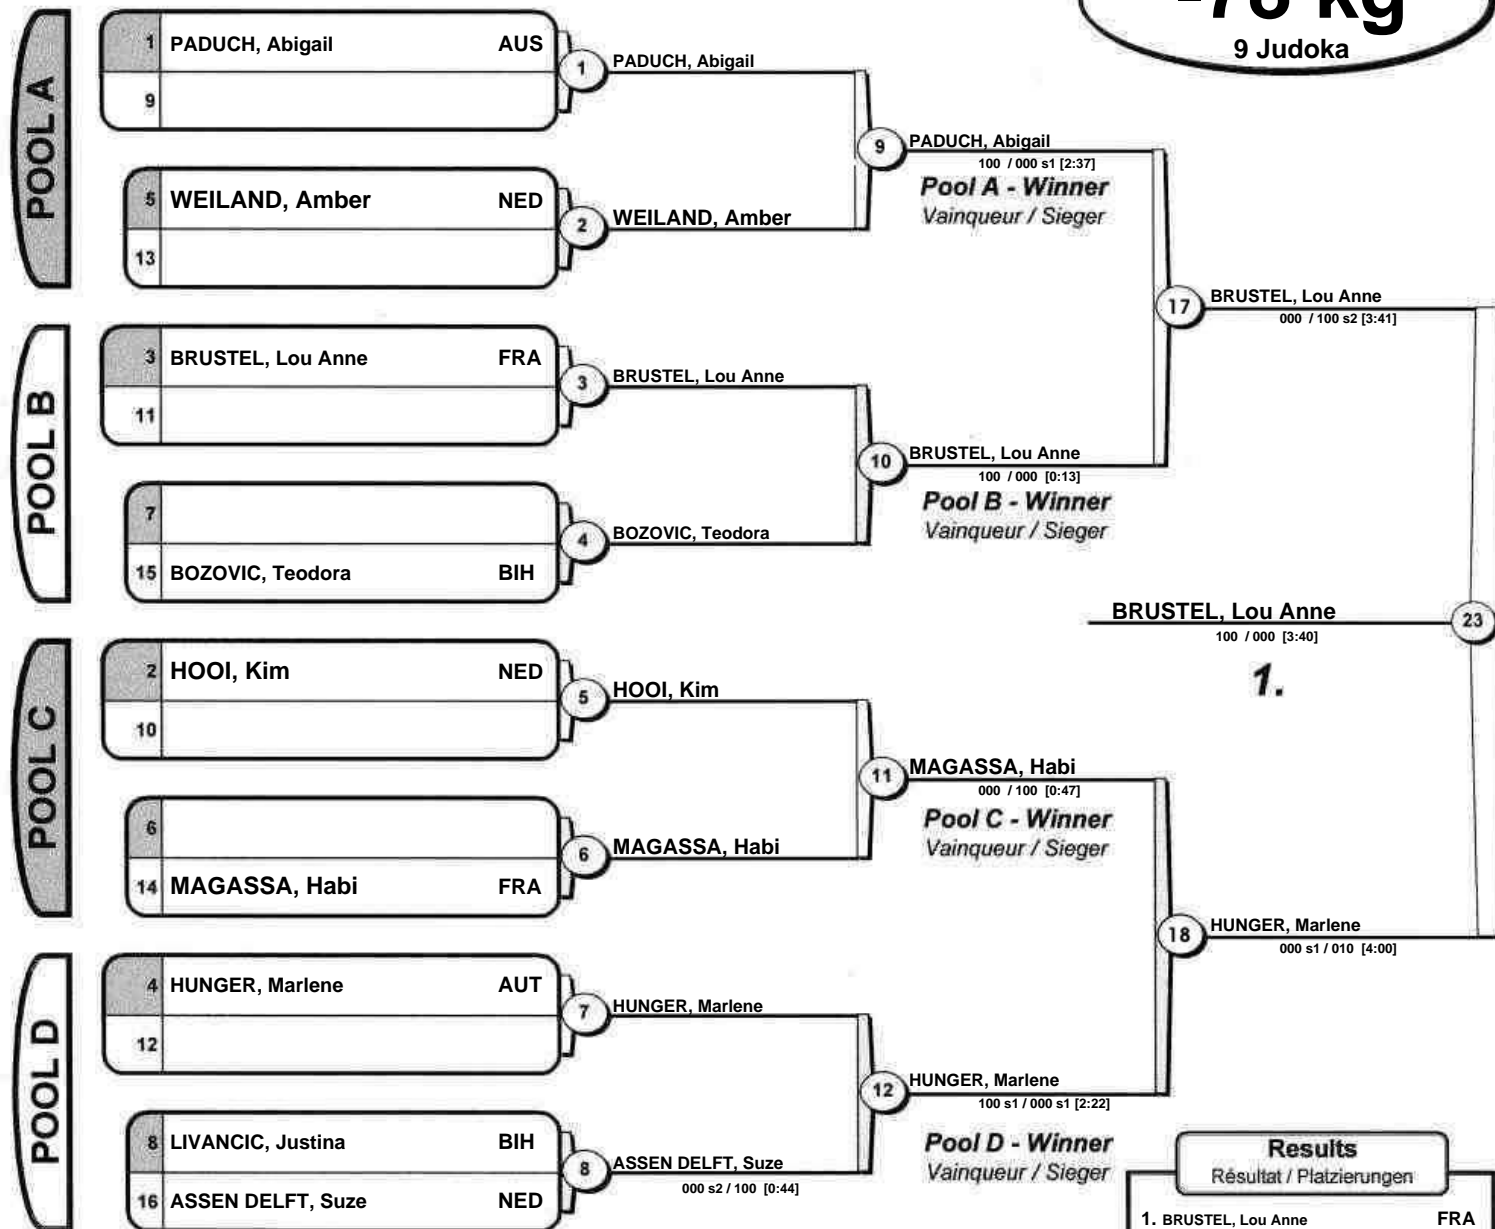 -78 kg
9 Judoka
POOL A
1 PADUCH, Abigail AUS
9
1 PADUCH, Abigail
5 WEILAND, Amber NED
13
2 WEILAND, Amber
9 PADUCH, Abigail
100 / 000 s1 [2:37]
Pool A - Winner
Vainqueur / Sieger
POOL B
3 BRUSTEL, Lou Anne FRA
11
3 BRUSTEL, Lou Anne
7
15 BOZOVIC, Teodora BIH
4 BOZOVIC, Teodora
10 BRUSTEL, Lou Anne
100 / 000 [0:13]
Pool B - Winner
Vainqueur / Sieger
17 BRUSTEL, Lou Anne
000 / 100 s2 [3:41]
BRUSTEL, Lou Anne 23
100 / 000 [3:40]
1.
POOL C
2 HOOI, Kim NED
10
5 HOOI, Kim
6
14 MAGASSA, Habi FRA
6 MAGASSA, Habi
11 MAGASSA, Habi
000 / 100 [0:47]
Pool C - Winner
Vainqueur / Sieger
18 HUNGER, Marlene
000 s1 / 010 [4:00]
POOL D
4 HUNGER, Marlene AUT
12
7 HUNGER, Marlene
8 LIVANCIC, Justina BIH
16 ASSEN DELFT, Suze NED
8 ASSEN DELFT, Suze
000 s2 / 100 [0:44]
12 HUNGER, Marlene
100 s1 / 000 s1 [2:22]
Pool D - Winner
Vainqueur / Sieger
Results
Résultat / Platzierungen
1. BRUSTEL, Lou Anne FRA